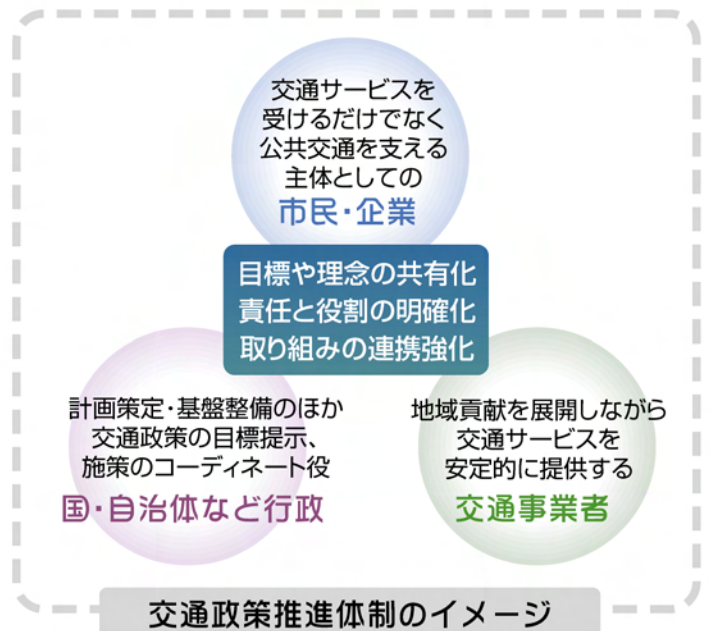 交通サービスを
受けるだけでなく
公共交通を支える
主体としての
市民・企業
目標や理念の共有化
責任と役割の明確化
取り組みの連携強化
計画策定・基盤整備のほか
交通政策の目標提示、
施策のコーディネート役
国・自治体など行政
地域貢献を展開しながら
交通サービスを
安定的に提供する
交通事業者
交通政策推進体制のイメージ